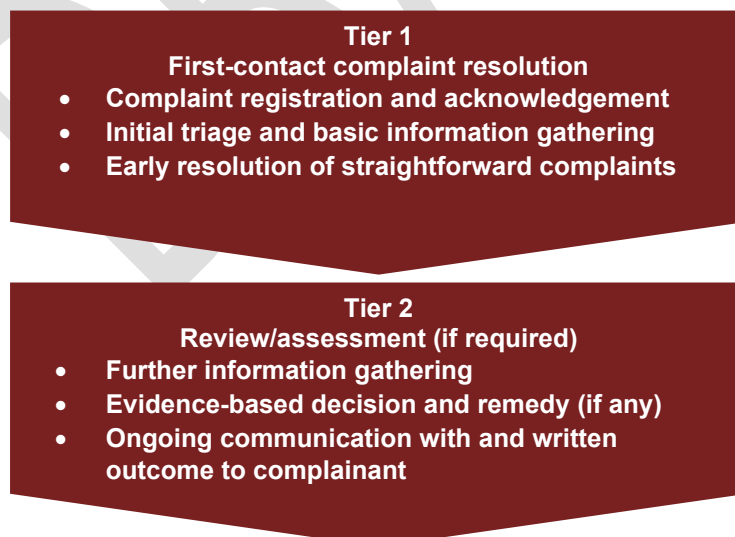 Tier 1
First-contact complaint resolution
• Complaint registration and acknowledgement
• Initial triage and basic information gathering
• Early resolution of straightforward complaints
Tier 2
Review/assessment (if required)
• Further information gathering
• Evidence-based decision and remedy (if any)
• Ongoing communication with and written
outcome to complainant